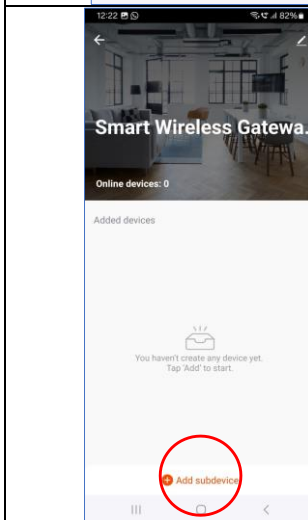 12:22 82%
Smart Wireless Gatewa.
Online devices: 0
Added devices
You haven't create any device yet.
Tap 'Add' to start.
Add subdevice